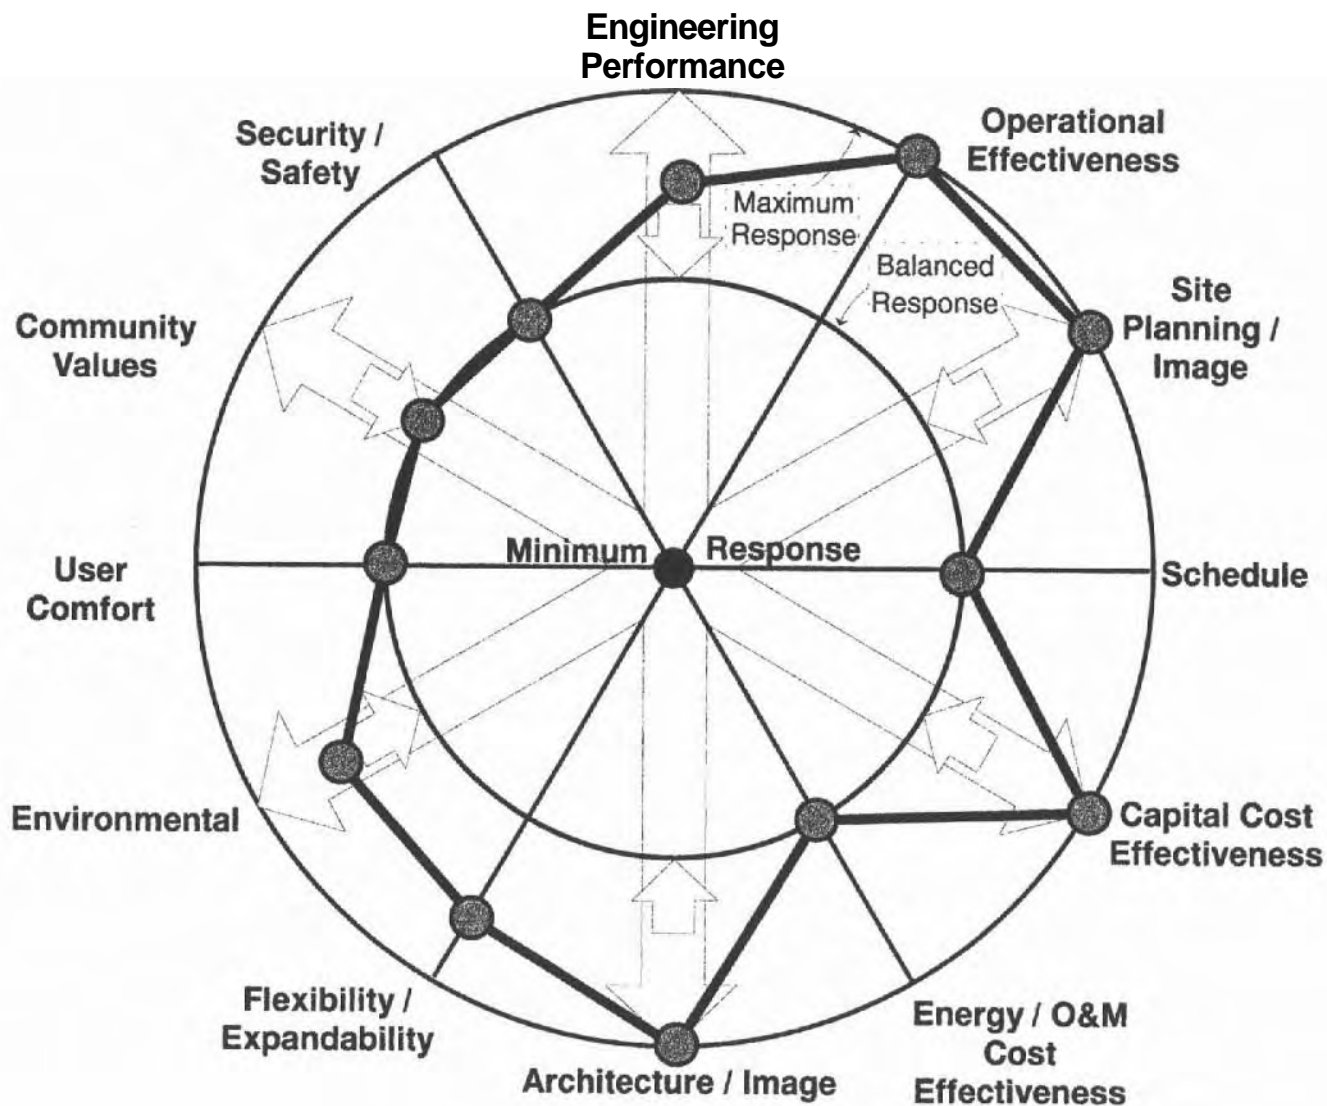 Engineering
Performance
Operational
Effectiveness
Security /
Safety
Maximum
Response
Balanced
Response
Site
Planning /
Image
Community
Values
Minimum Response
Schedule
User
Comfort
Environmental
Capital Cost
Effectiveness
Flexibility /
Expandability
Energy / O&M
Cost
Effectiveness
Architecture / Image